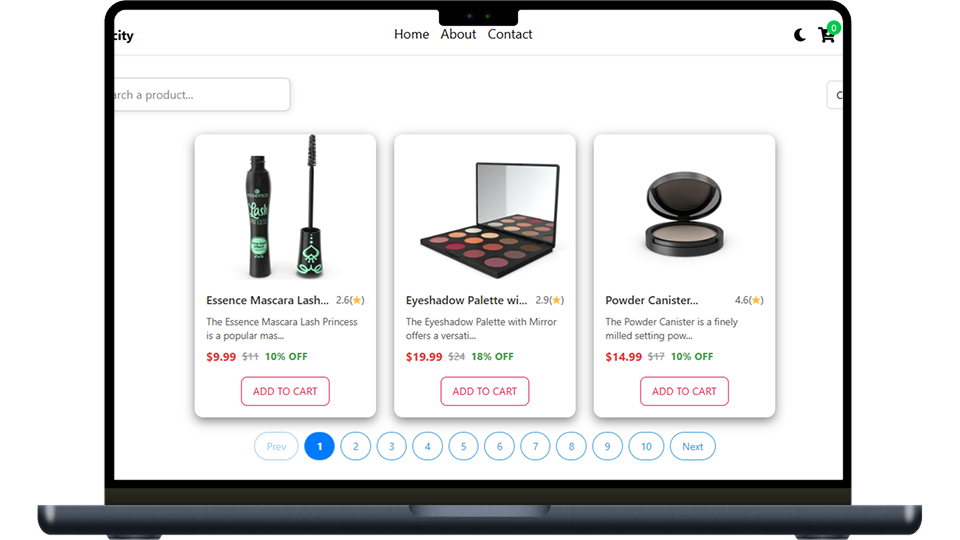 city
Home About Contact
0
arch a product...
C
essence
Lash
Essence Mascara Lash... 2.6(★)
The Essence Mascara Lash Princess
is a popular mas...
$9.99 $11 10% OFF
ADD TO CART
Eyeshadow Palette wi... 2.9(★)
The Eyeshadow Palette with Mirror
offers a versati...
$19.99 $24 18% OFF
ADD TO CART
Powder Canister... 4.6(★)
The Powder Canister is a finely
milled setting pow...
$14.99 $17 10% OFF
ADD TO CART
Prev 1 2 3 4 5 6 7 8 9 10 Next